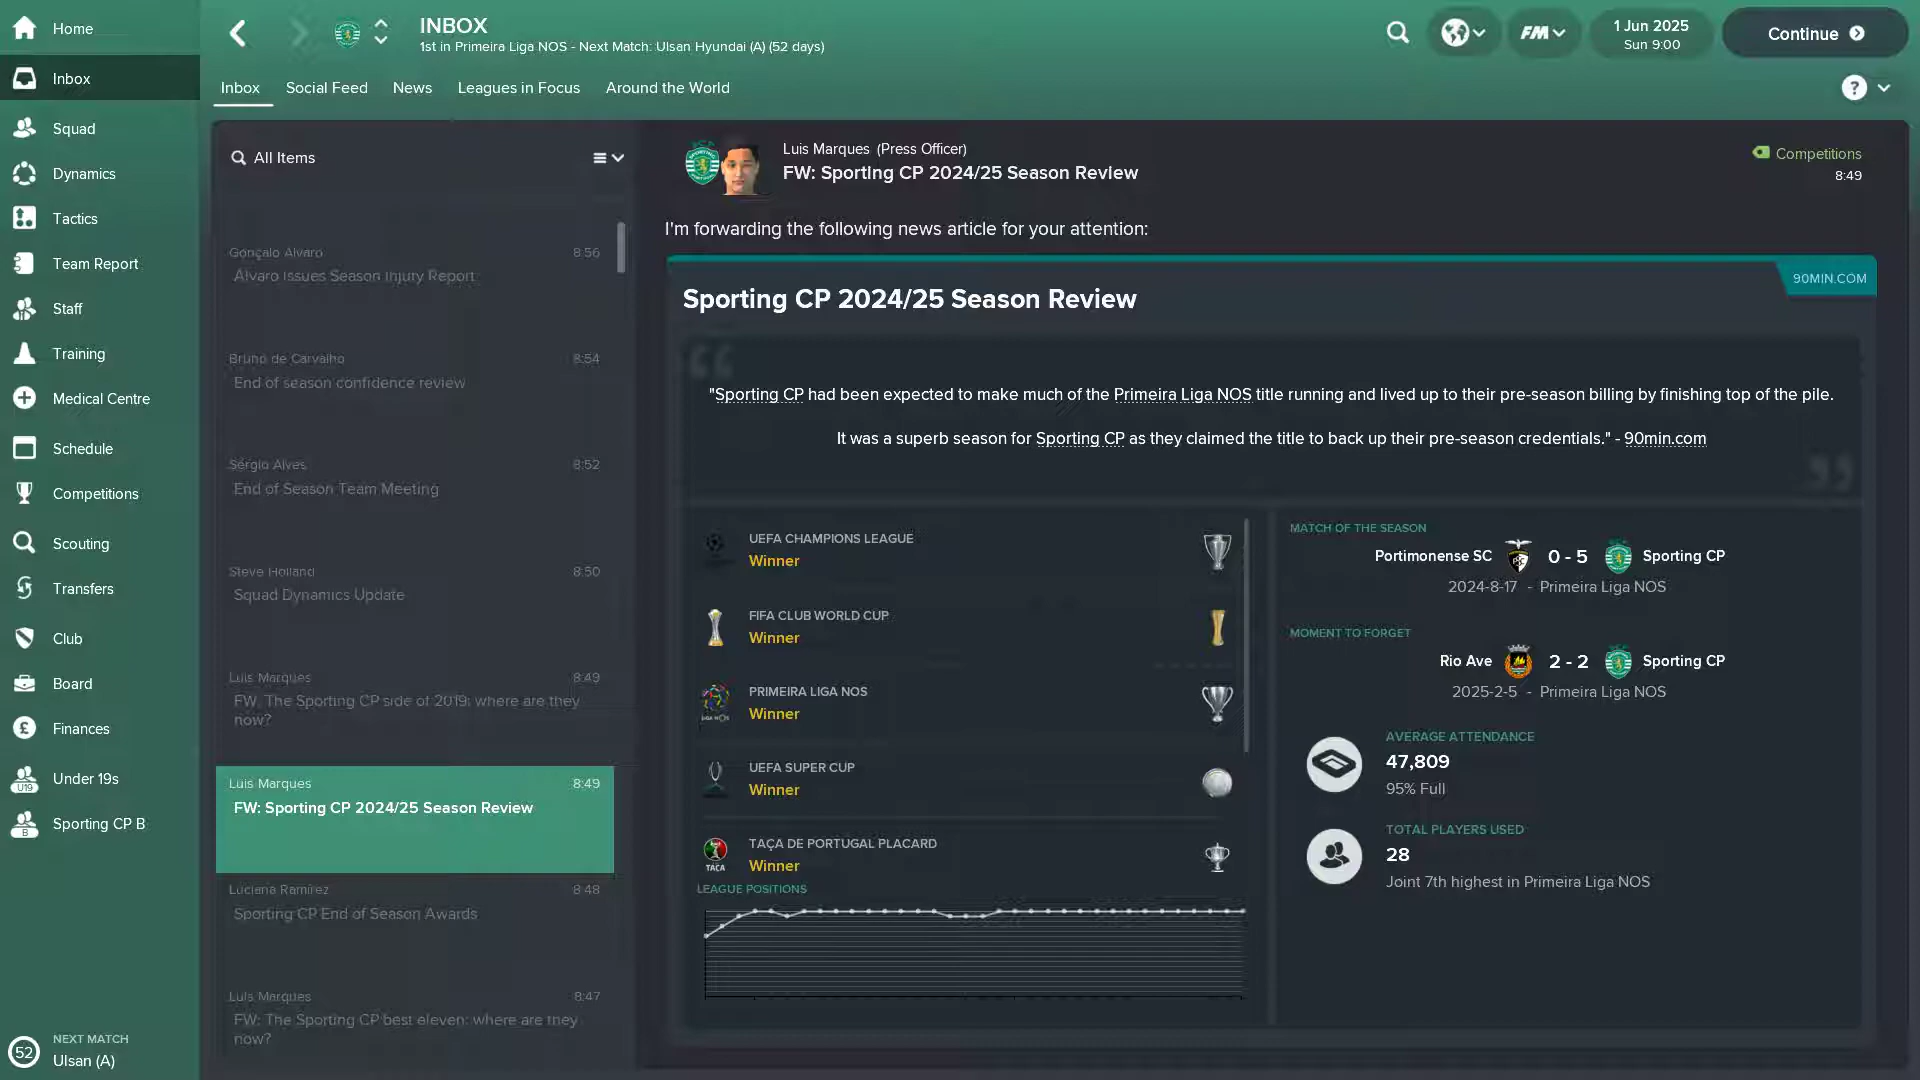 Home
Inbox
Squad
Dynamics
Tactics
Team Report
Staff
Training
Medical Centre
Schedule
Competitions
Scouting
Transfers
Club
Board
Finances
U19
Under 19s
B
Sporting CP B
52
NEXT MATCH
Ulsan (A)
INBOX
1st in Primeira Liga NOS - Next Match: Ulsan Hyundai (A) (52 days)
FM
1 Jun 2025
Sun 9:00
Continue
Inbox
Social Feed
News
Leagues in Focus
Around the World
?
All Items
Gonçalo Álvaro
8:56
Álvaro Issues Season Injury Report
Bruno de Carvalho
8:54
End of season confidence review
Sérgio Alves
8:52
End of Season Team Meeting
Steve Holland
8:50
Squad Dynamics Update
Luís Marques
8:49
FW: The Sporting CP side of 2019: where are they
now?
Luís Marques
8:49
FW: Sporting CP 2024/25 Season Review
Luciana Ramírez
8:48
Sporting CP End of Season Awards
Luís Marques
8:47
FW: The Sporting CP best eleven: where are they
now?
Luís Marques (Press Officer)
FW: Sporting CP 2024/25 Season Review
Competitions
8:49
I'm forwarding the following news article for your attention:
90MIN.COM
Sporting CP 2024/25 Season Review
"Sporting CP had been expected to make much of the Primeira Liga NOS title running and lived up to their pre-season billing by finishing top of the pile.
It was a superb season for Sporting CP as they claimed the title to back up their pre-season credentials." - 90min.com
UEFA CHAMPIONS LEAGUE
Winner
FIFA CLUB WORLD CUP
Winner
PRIMEIRA LIGA NOS
Winner
LIGA NOS
UEFA SUPER CUP
Winner
TAÇA DE PORTUGAL PLACARD
Winner
TAÇA
LEAGUE POSITIONS
MATCH OF THE SEASON
Portimonense SC 0 - 5 Sporting CP
2024-8-17 - Primeira Liga NOS
MOMENT TO FORGET
Rio Ave 2 - 2 Sporting CP
2025-2-5 - Primeira Liga NOS
AVERAGE ATTENDANCE
47,809
95% Full
TOTAL PLAYERS USED
28
Joint 7th highest in Primeira Liga NOS